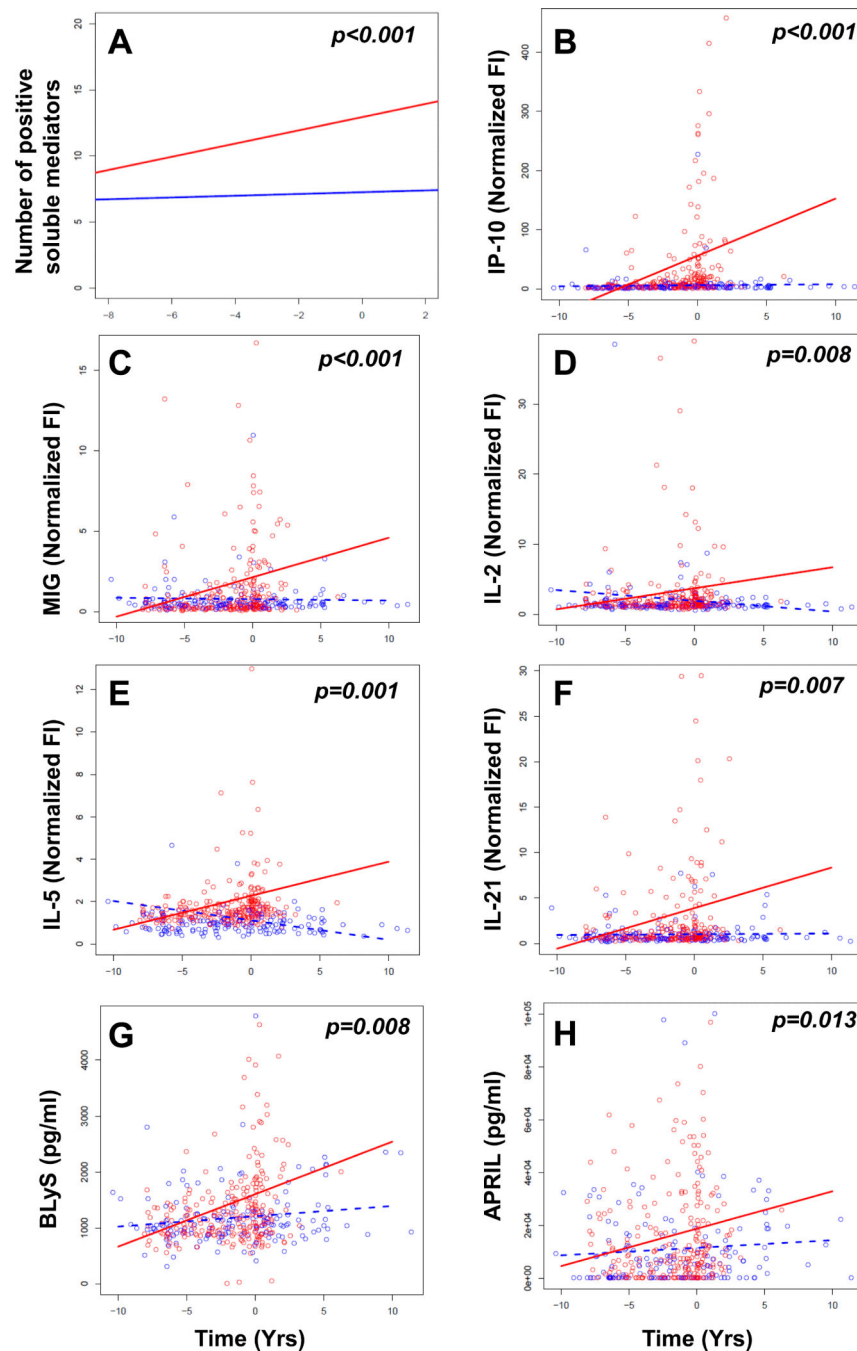 A
p<0.001
Number of positive
soluble mediators
20
15
10
5
0
−8
−6
−4
−2
0
2
B
p<0.001
IP-10 (Normalized FI)
400
300
200
100
0
−10
−5
0
5
10
C
p<0.001
MIG (Normalized FI)
15
10
5
0
−10
−5
0
5
10
D
p=0.008
IL-2 (Normalized FI)
30
20
10
0
−10
−5
0
5
10
E
p=0.001
IL-5 (Normalized FI)
12
10
8
6
4
2
0
−10
−5
0
5
10
F
p=0.007
IL-21 (Normalized FI)
30
25
20
15
10
5
0
−10
−5
0
5
10
G
p=0.008
BLyS (pg/ml)
4000
3000
2000
1000
0
−10
−5
0
5
10
Time (Yrs)
H
p=0.013
APRIL (pg/ml)
1e+05
8e+04
6e+04
4e+04
2e+04
0e+00
−10
−5
0
5
10
Time (Yrs)